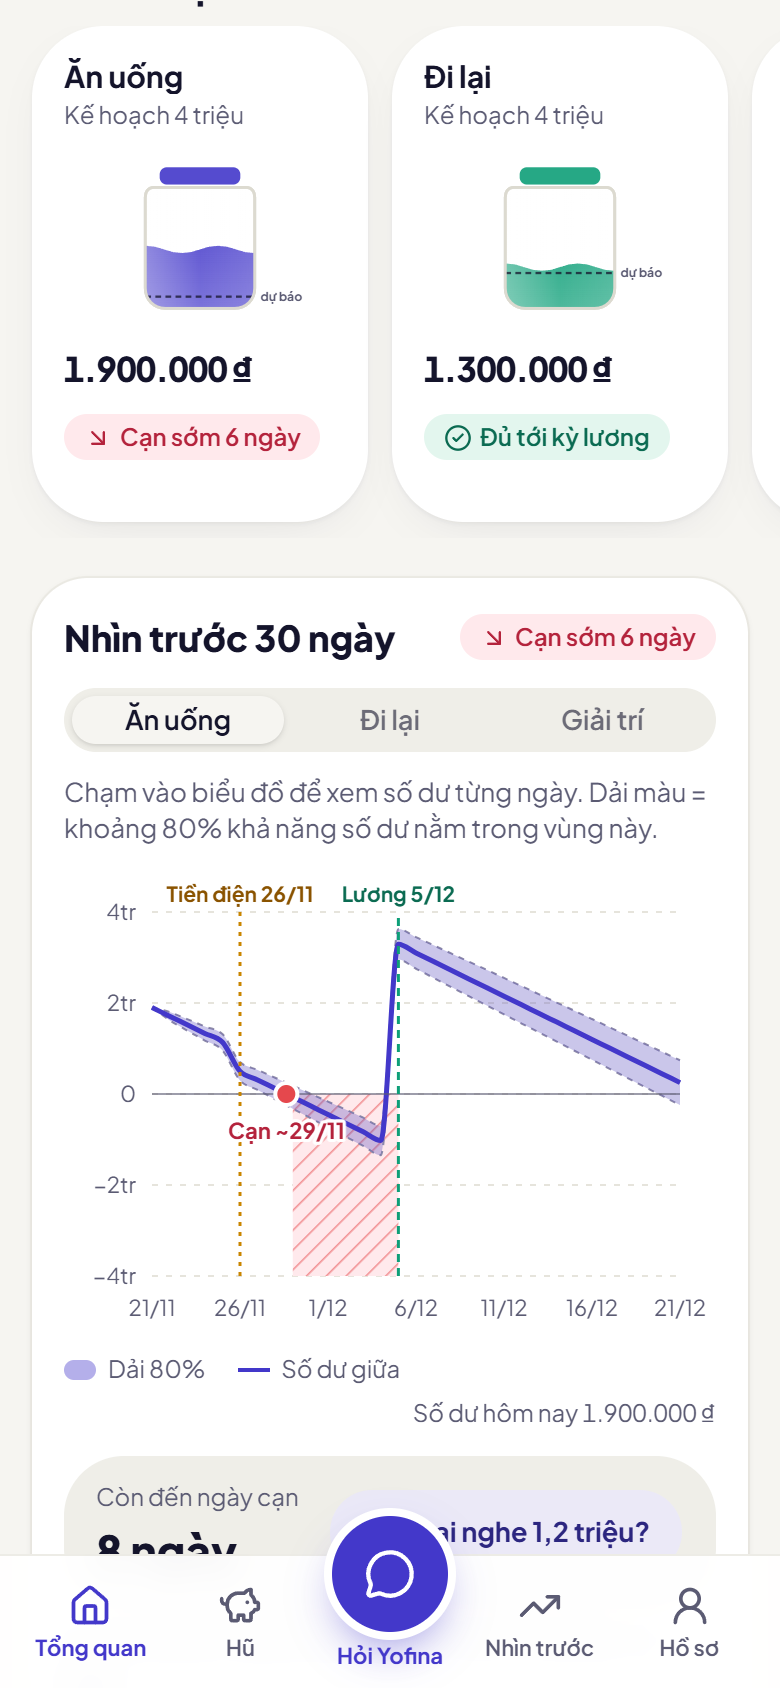 Ăn uống
Kế hoạch 4 triệu
dự báo
1.900.000 ₫
Cạn sớm 6 ngày
Đi lại
Kế hoạch 4 triệu
dự báo
1.300.000 ₫
Đủ tới kỳ lương
Nhìn trước 30 ngày
Cạn sớm 6 ngày
Ăn uống
Đi lại
Giải trí
Chạm vào biểu đồ để xem số dư từng ngày. Dải màu =
khoảng 80% khả năng số dư nằm trong vùng này.
Tiền điện 26/11
Lương 5/12
4tr
2tr
0
Cạn ~29/11
−2tr
−4tr
21/11
26/11
1/12
6/12
11/12
16/12
21/12
Dải 80%
Số dư giữa
Số dư hôm nay 1.900.000 ₫
Còn đến ngày cạn
8 ngày
ai nghe 1,2 triệu?
Tổng quan
Hũ
Hỏi Yofina
Nhìn trước
Hồ sơ